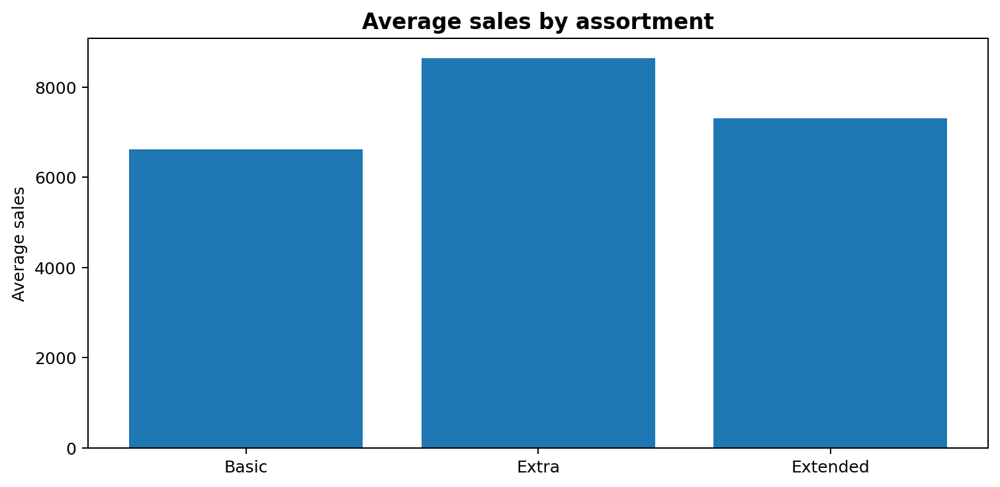 Average sales by assortment
Average sales
8000
6000
4000
2000
0
Basic
Extra
Extended